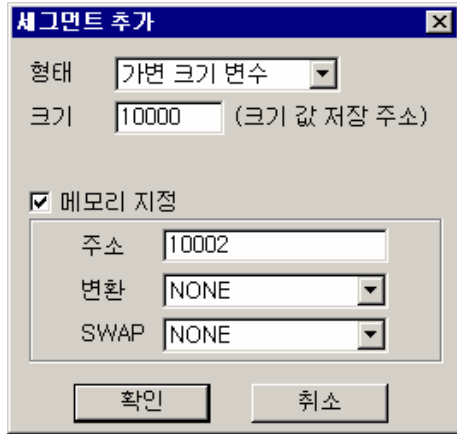 세그먼트 추가
형태 가변 크기 변수
크기 10000 (크기 값 저장 주소)
메모리 지정
주소 10002
변환 NONE
SWAP NONE
확인 취소